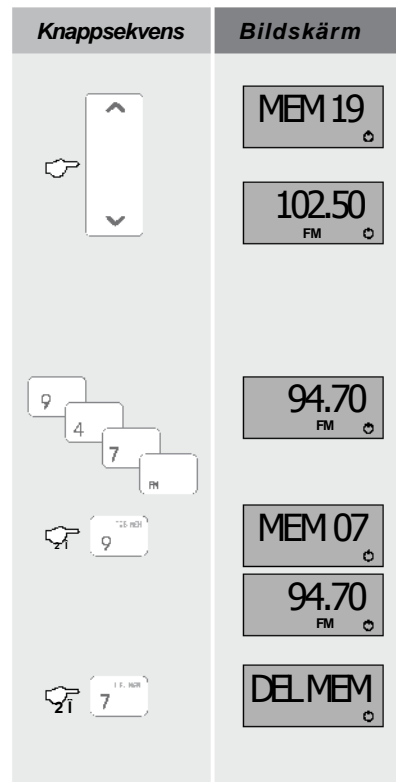 Knappsekvens Bildskärm
MEM 19
102.50
FM
9
4
7
FM
94.70
FM
9
MEM 07
94.70
FM
7
DEL MEM